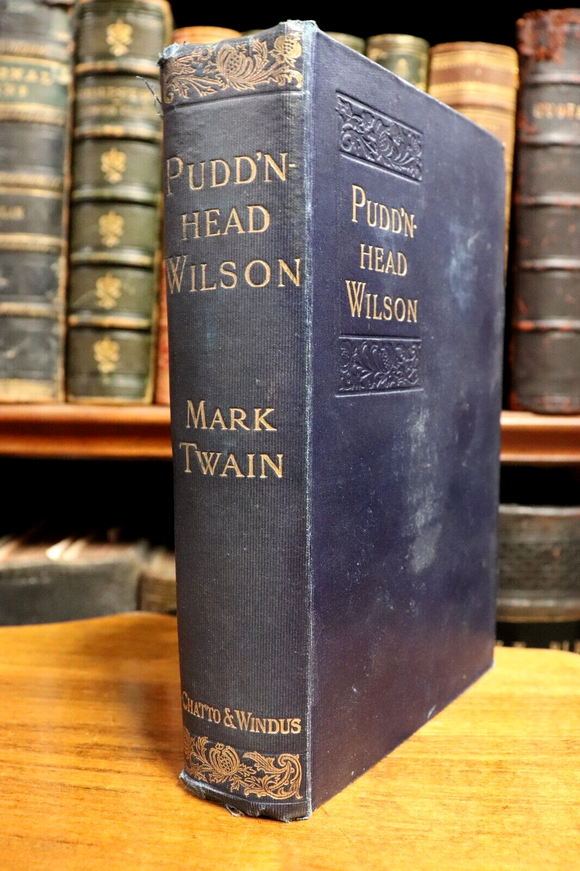 PUDD'N-
HEAD
WILSON
MARK
TWAIN
CHATTO & WINDUS
PUDD'N-
HEAD
WILSON